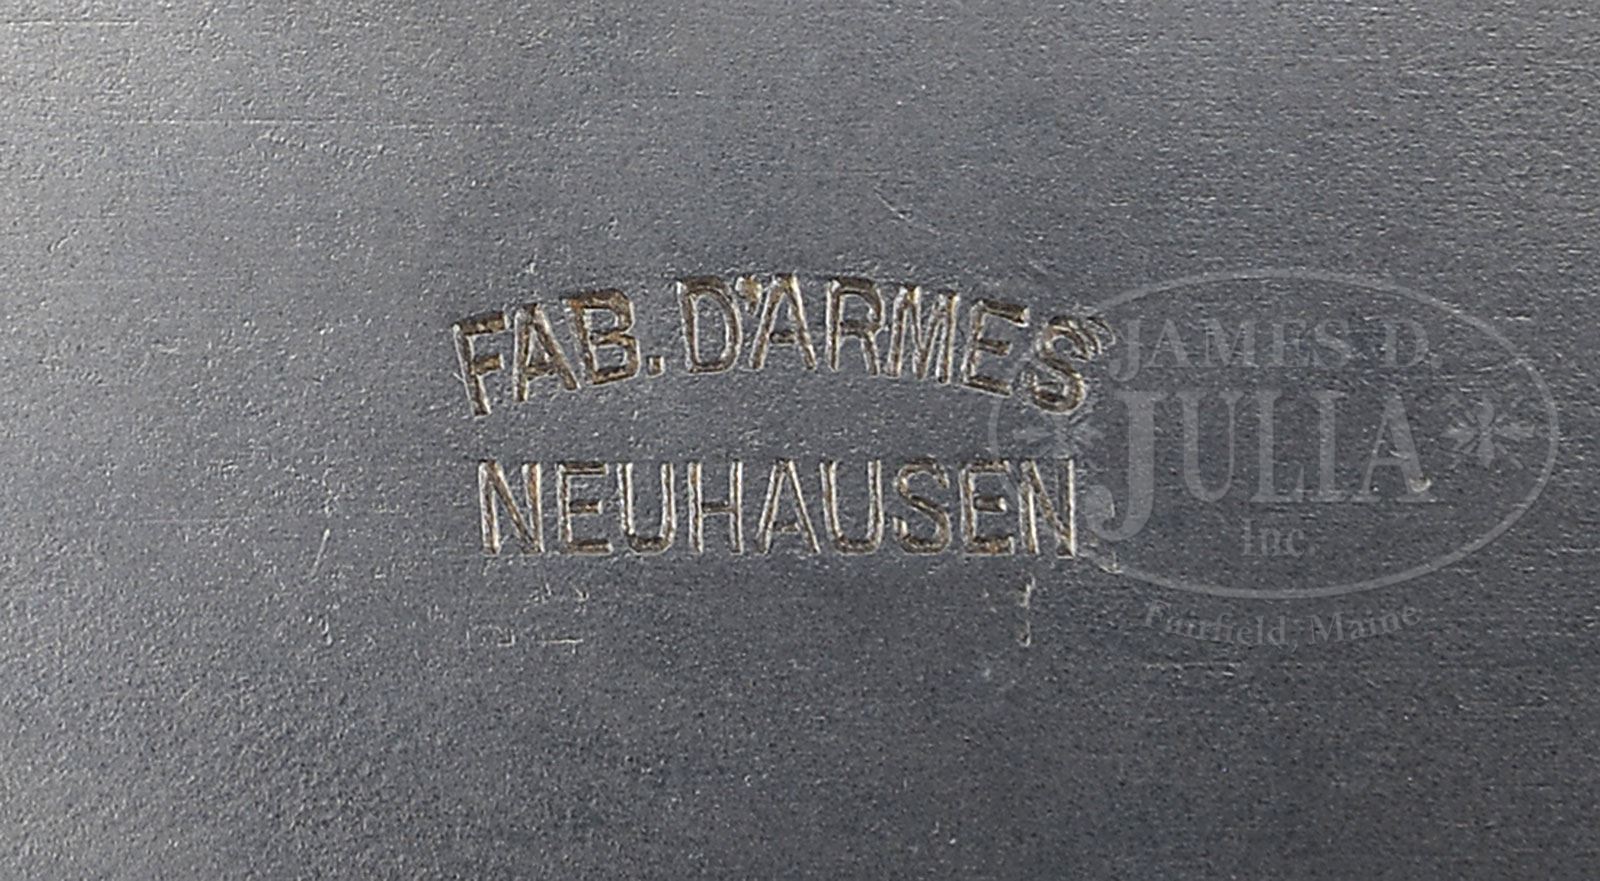 FAB. D'ARMES
NEUHAUSEN
JAMES D.
JULIA
inc.
Fairfield, Maine